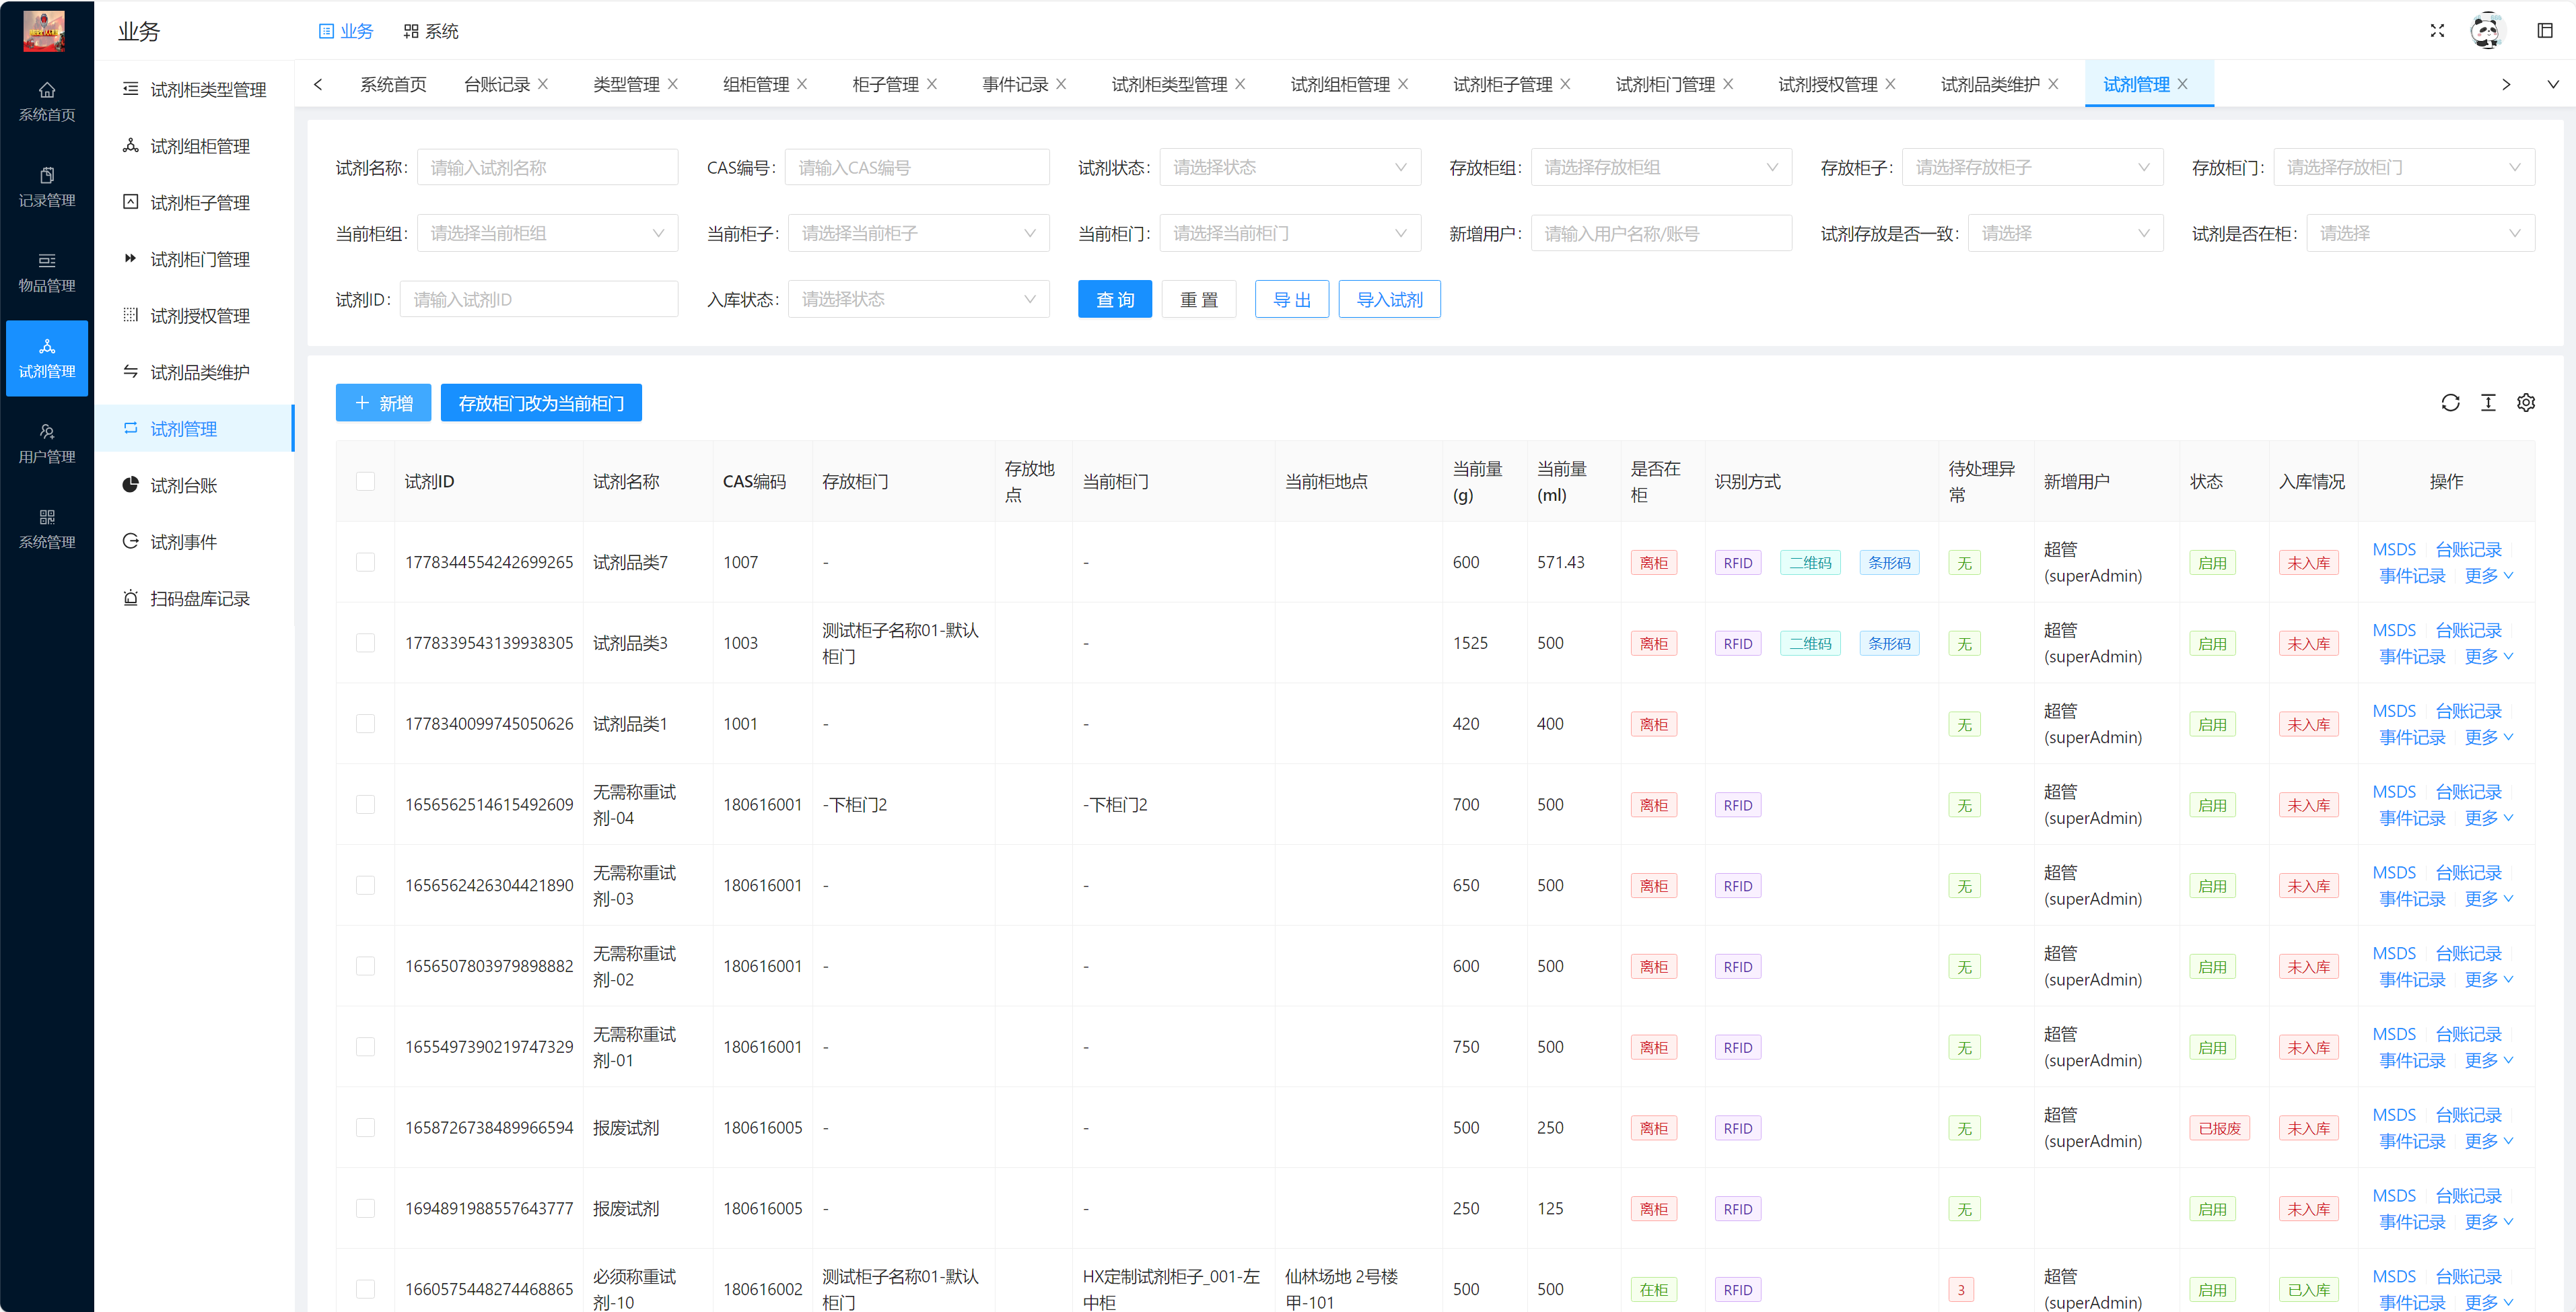 业务
业务
系统
系统首页
记录管理
物品管理
试剂管理
用户管理
系统管理
试剂柜类型管理
试剂组柜管理
试剂柜子管理
试剂柜门管理
试剂授权管理
试剂品类维护
试剂管理
试剂台账
试剂事件
扫码盘库记录
系统首页 台账记录 类型管理 组柜管理 柜子管理 事件记录 试剂柜类型管理 试剂组柜管理 试剂柜子管理 试剂柜门管理 试剂授权管理 试剂品类维护 试剂管理
试剂名称: 请输入试剂名称 CAS编号: 请输入CAS编号 试剂状态: 请选择状态 存放柜组: 请选择存放柜组 存放柜子: 请选择存放柜子 存放柜门: 请选择存放柜门
当前柜组: 请选择当前柜组 当前柜子: 请选择当前柜子 当前柜门: 请选择当前柜门 新增用户: 请输入用户名称/账号 试剂存放是否一致: 请选择 试剂是否在柜: 请选择
试剂ID: 请输入试剂ID 入库状态: 请选择状态 查询 重置 导出 导入试剂
+ 新增 存放柜门改为当前柜门
试剂ID 试剂名称 CAS编码 存放柜门 存放地点 当前柜门 当前柜地点 当前量(g) 当前量(ml) 是否在柜 识别方式 待处理异常 新增用户 状态 入库情况 操作
1778344554242699265 试剂品类7 1007 - - 600 571.43 离柜 RFID 二维码 条形码 无 超管(superAdmin) 启用 未入库 MSDS 台账记录 事件记录 更多
1778339543139938305 试剂品类3 1003 测试柜子名称01-默认柜门 - 1525 500 离柜 RFID 二维码 条形码 无 超管(superAdmin) 启用 未入库 MSDS 台账记录 事件记录 更多
1778340099745050626 试剂品类1 1001 - - 420 400 离柜 无 超管(superAdmin) 启用 未入库 MSDS 台账记录 事件记录 更多
1656562514615492609 无需称重试剂-04 180616001 -下柜门2 -下柜门2 700 500 离柜 RFID 无 超管(superAdmin) 启用 未入库 MSDS 台账记录 事件记录 更多
1656562426304421890 无需称重试剂-03 180616001 - - 650 500 离柜 RFID 无 超管(superAdmin) 启用 未入库 MSDS 台账记录 事件记录 更多
1656507803979898882 无需称重试剂-02 180616001 - - 600 500 离柜 RFID 无 超管(superAdmin) 启用 未入库 MSDS 台账记录 事件记录 更多
1655497390219747329 无需称重试剂-01 180616001 - - 750 500 离柜 RFID 无 超管(superAdmin) 启用 未入库 MSDS 台账记录 事件记录 更多
1658726738489966594 报废试剂 180616005 - - 500 250 离柜 RFID 无 超管(superAdmin) 已报废 未入库 MSDS 台账记录 事件记录 更多
1694891988557643777 报废试剂 180616005 - - 250 125 离柜 RFID 无 启用 未入库 MSDS 台账记录 事件记录 更多
1660575448274468865 必须称重试剂-10 180616002 测试柜子名称01-默认柜门 HX定制试剂柜子_001-左中柜 仙林场地 2号楼甲-101 500 500 在柜 RFID 3 超管(superAdmin) 启用 已入库 MSDS 台账记录 事件记录 更多